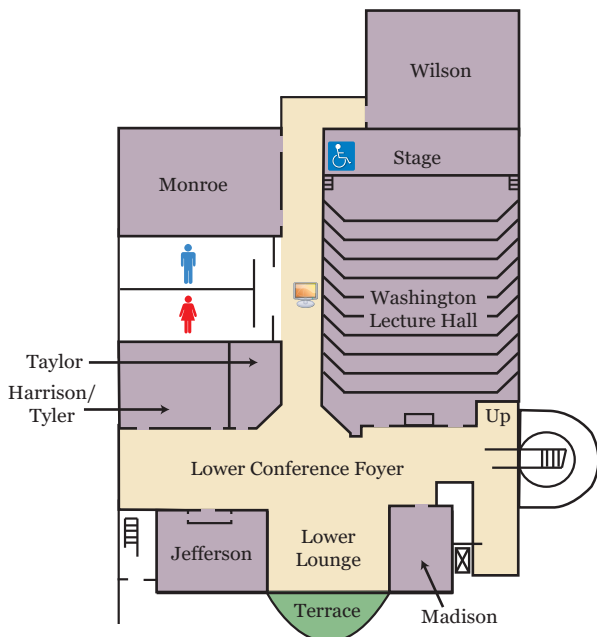 Wilson
Stage
Monroe
Washington
Lecture Hall
Taylor
Harrison/
Tyler
Up
Lower Conference Foyer
Jefferson
Lower
Lounge
Terrace
Madison